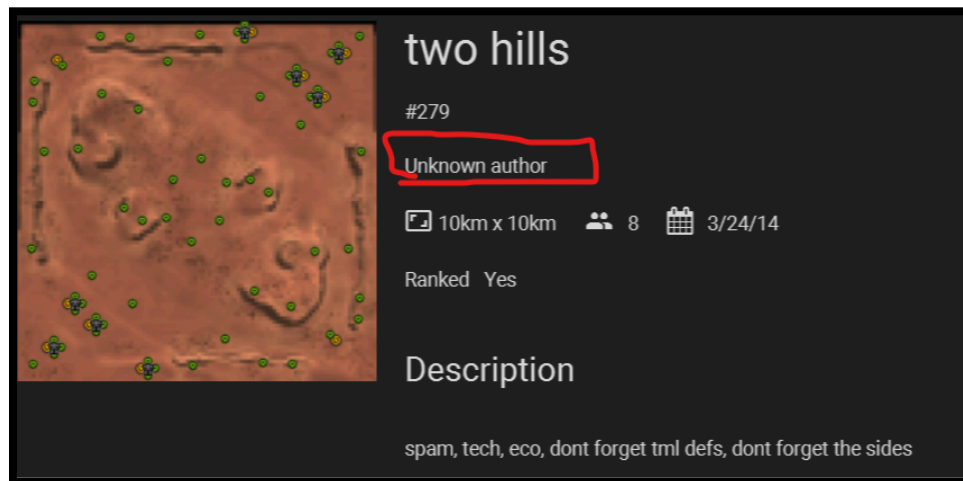 two hills
#279
Unknown author
10km x 10km 8 3/24/14
Ranked Yes
Description
spam, tech, eco, dont forget tml defs, dont forget the sides